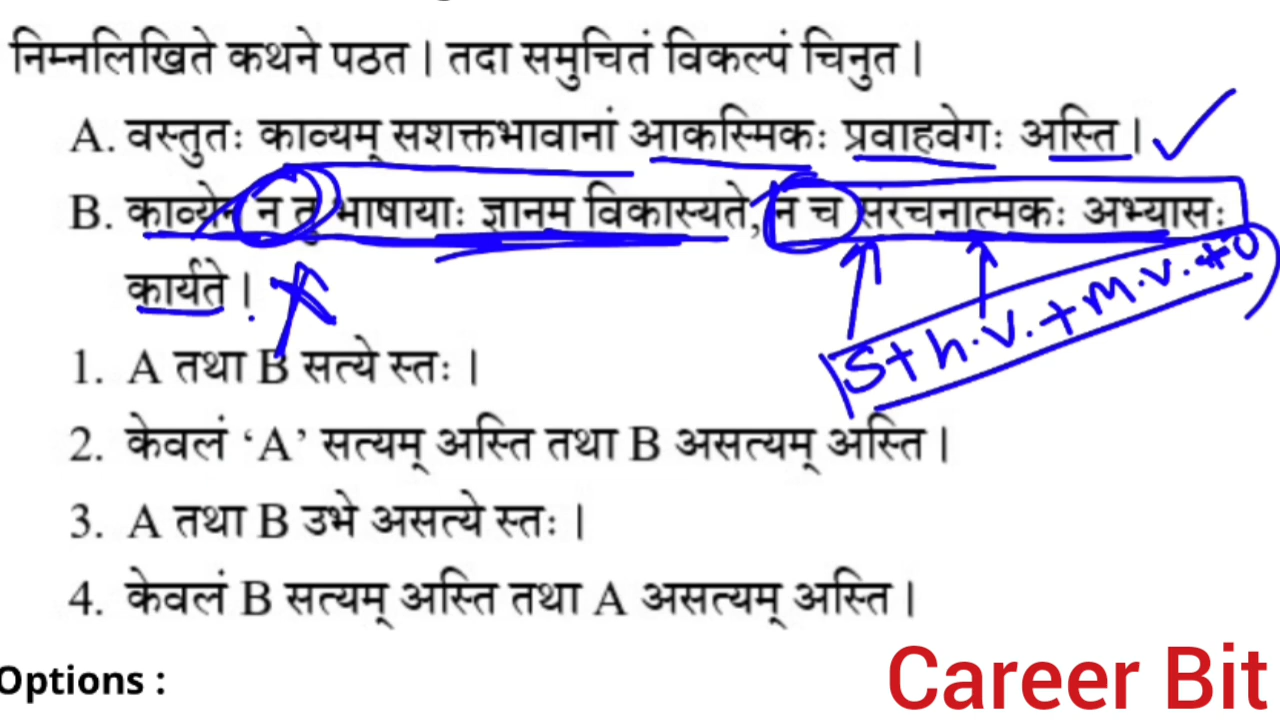 निम्नलिखिते कथने पठत । तदा समुचितं विकल्पं चिनुत ।
A. वस्तुतः काव्यम् सशक्तभावानां आकस्मिकः प्रवाहवेगः अस्ति ।
B. काव्येन न तु भाषायाः ज्ञानम विकास्यते, न च सरचनात्मकः अभ्यासः
कार्यते ।
S + h.v. + m.v. + o
1. A तथा B सत्ये स्तः ।
2. केवलं ‘A’ सत्यम् अस्ति तथा B असत्यम् अस्ति ।
3. A तथा B उभे असत्ये स्तः ।
4. केवलं B सत्यम् अस्ति तथा A असत्यम् अस्ति ।
Options :
Career Bit